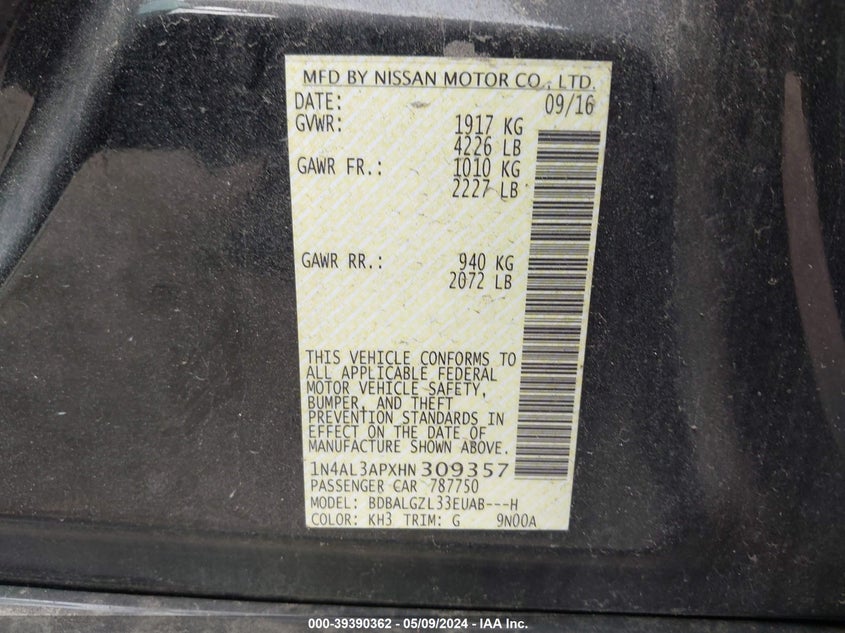 MFD BY NISSAN MOTOR CO., LTD.
DATE: 09/16
GVWR: 1917 KG
4226 LB
GAWR FR.: 1010 KG
2227 LB
GAWR RR.: 940 KG
2072 LB
THIS VEHICLE CONFORMS TO
ALL APPLICABLE FEDERAL
MOTOR VEHICLE SAFETY,
BUMPER, AND THEFT
PREVENTION STANDARDS IN
EFFECT ON THE DATE OF
MANUFACTURE SHOWN ABOVE.
1N4AL3APXHN309357
PASSENGER CAR 787750
MODEL: BDBALGZL33EUAB---H
COLOR: KH3 TRIM: G 9N00A
000-39390362 - 05/09/2024 - IAA Inc.